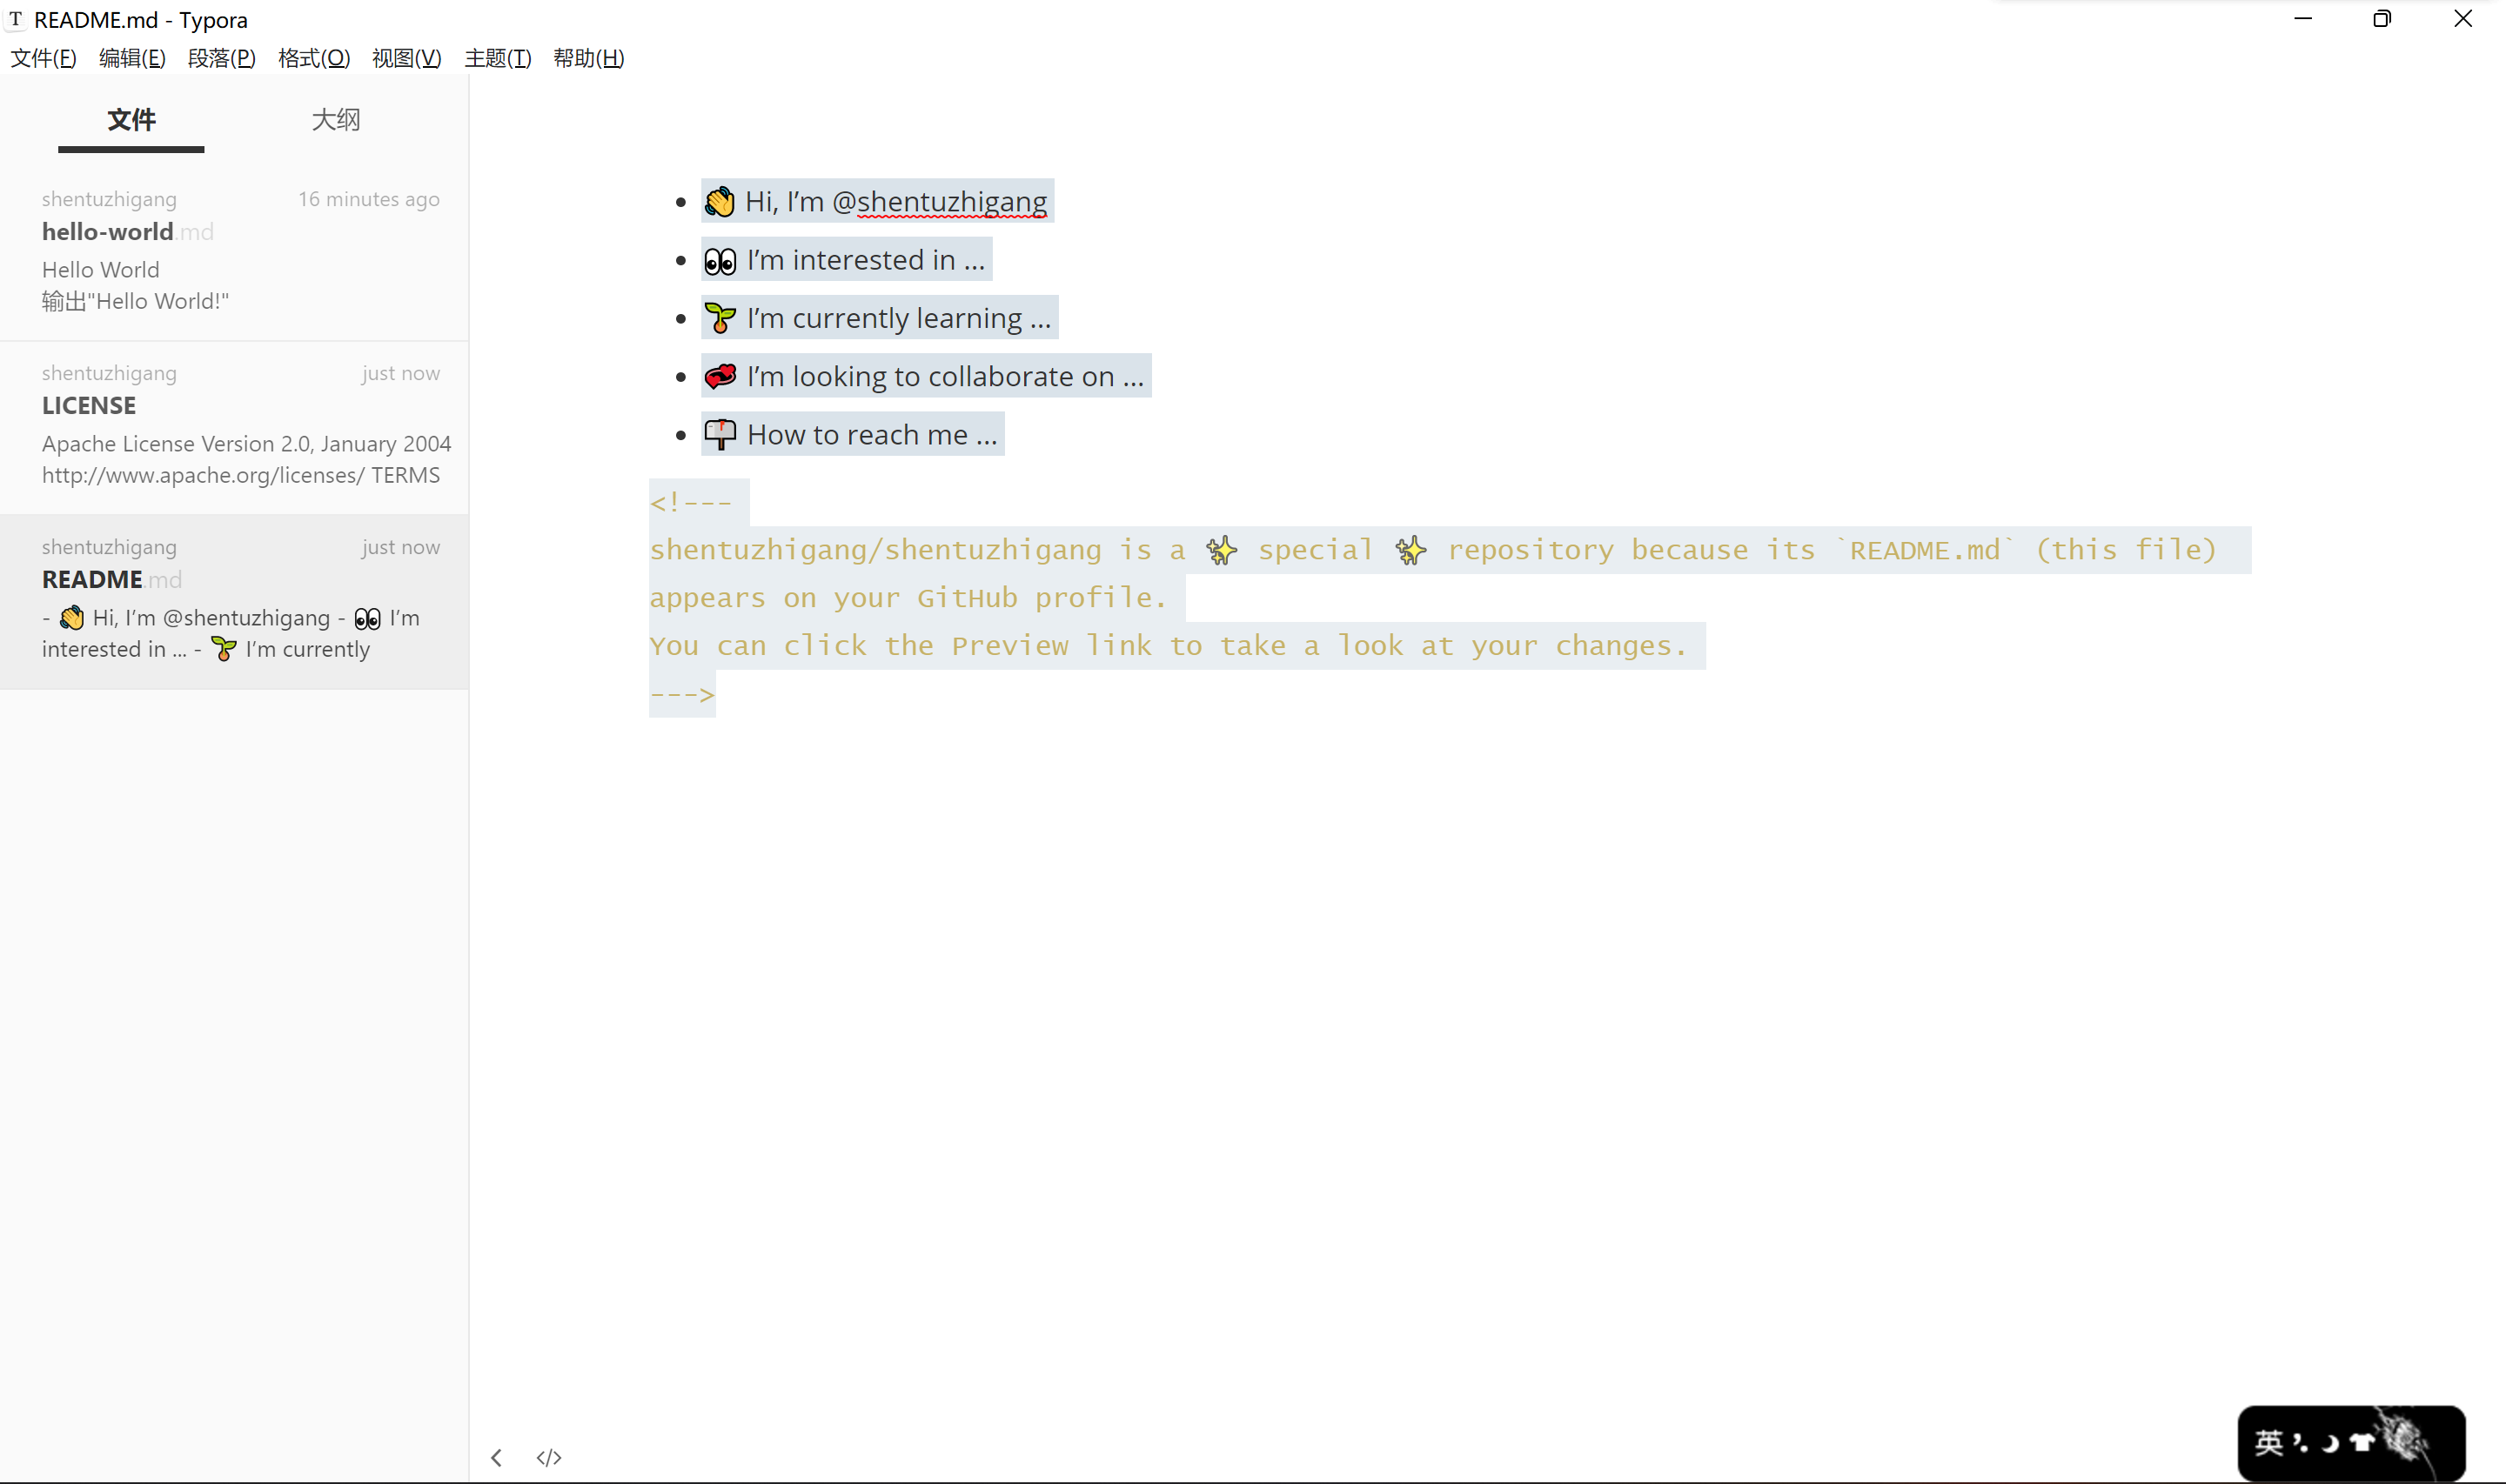 T README.md - Typora
文件(F) 编辑(E) 段落(P) 格式(O) 视图(V) 主题(T) 帮助(H)
文件 大纲
shentuzhigang 16 minutes ago
hello-world.md
Hello World
输出"Hello World!"
shentuzhigang just now
LICENSE
Apache License Version 2.0, January 2004
http://www.apache.org/licenses/ TERMS
shentuzhigang just now
README.md
- 👋 Hi, I’m @shentuzhigang - 👀 I’m
interested in ... - 🌱 I’m currently
• 👋 Hi, I’m @shentuzhigang
• 👀 I’m interested in ...
• 🌱 I’m currently learning ...
• 💞️ I’m looking to collaborate on ...
• 📫 How to reach me ...
<!---
shentuzhigang/shentuzhigang is a ✨ special ✨ repository because its `README.md` (this file)
appears on your GitHub profile.
You can click the Preview link to take a look at your changes.
--->
</>
英